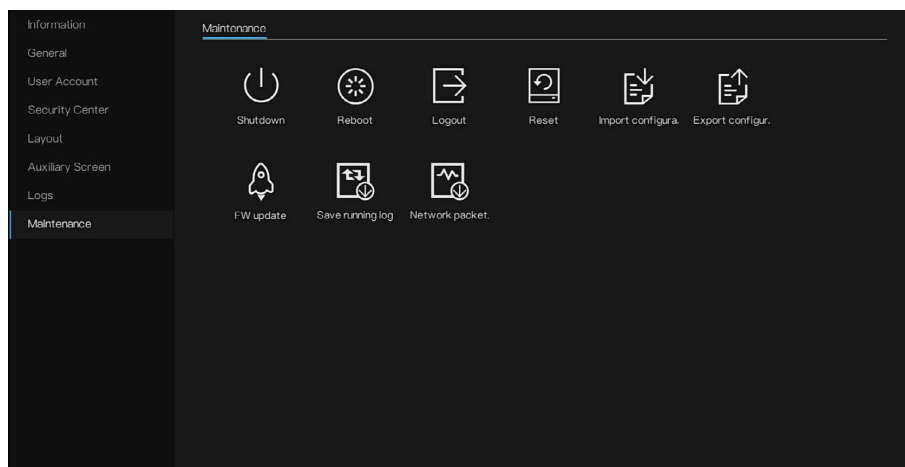 Information
General
User Account
Security Center
Layout
Auxiliary Screen
Logs
Maintenance
Maintenance
Shutdown
Reboot
Logout
Reset
Import configura.
Export configur.
FW update
Save running log
Network packet.